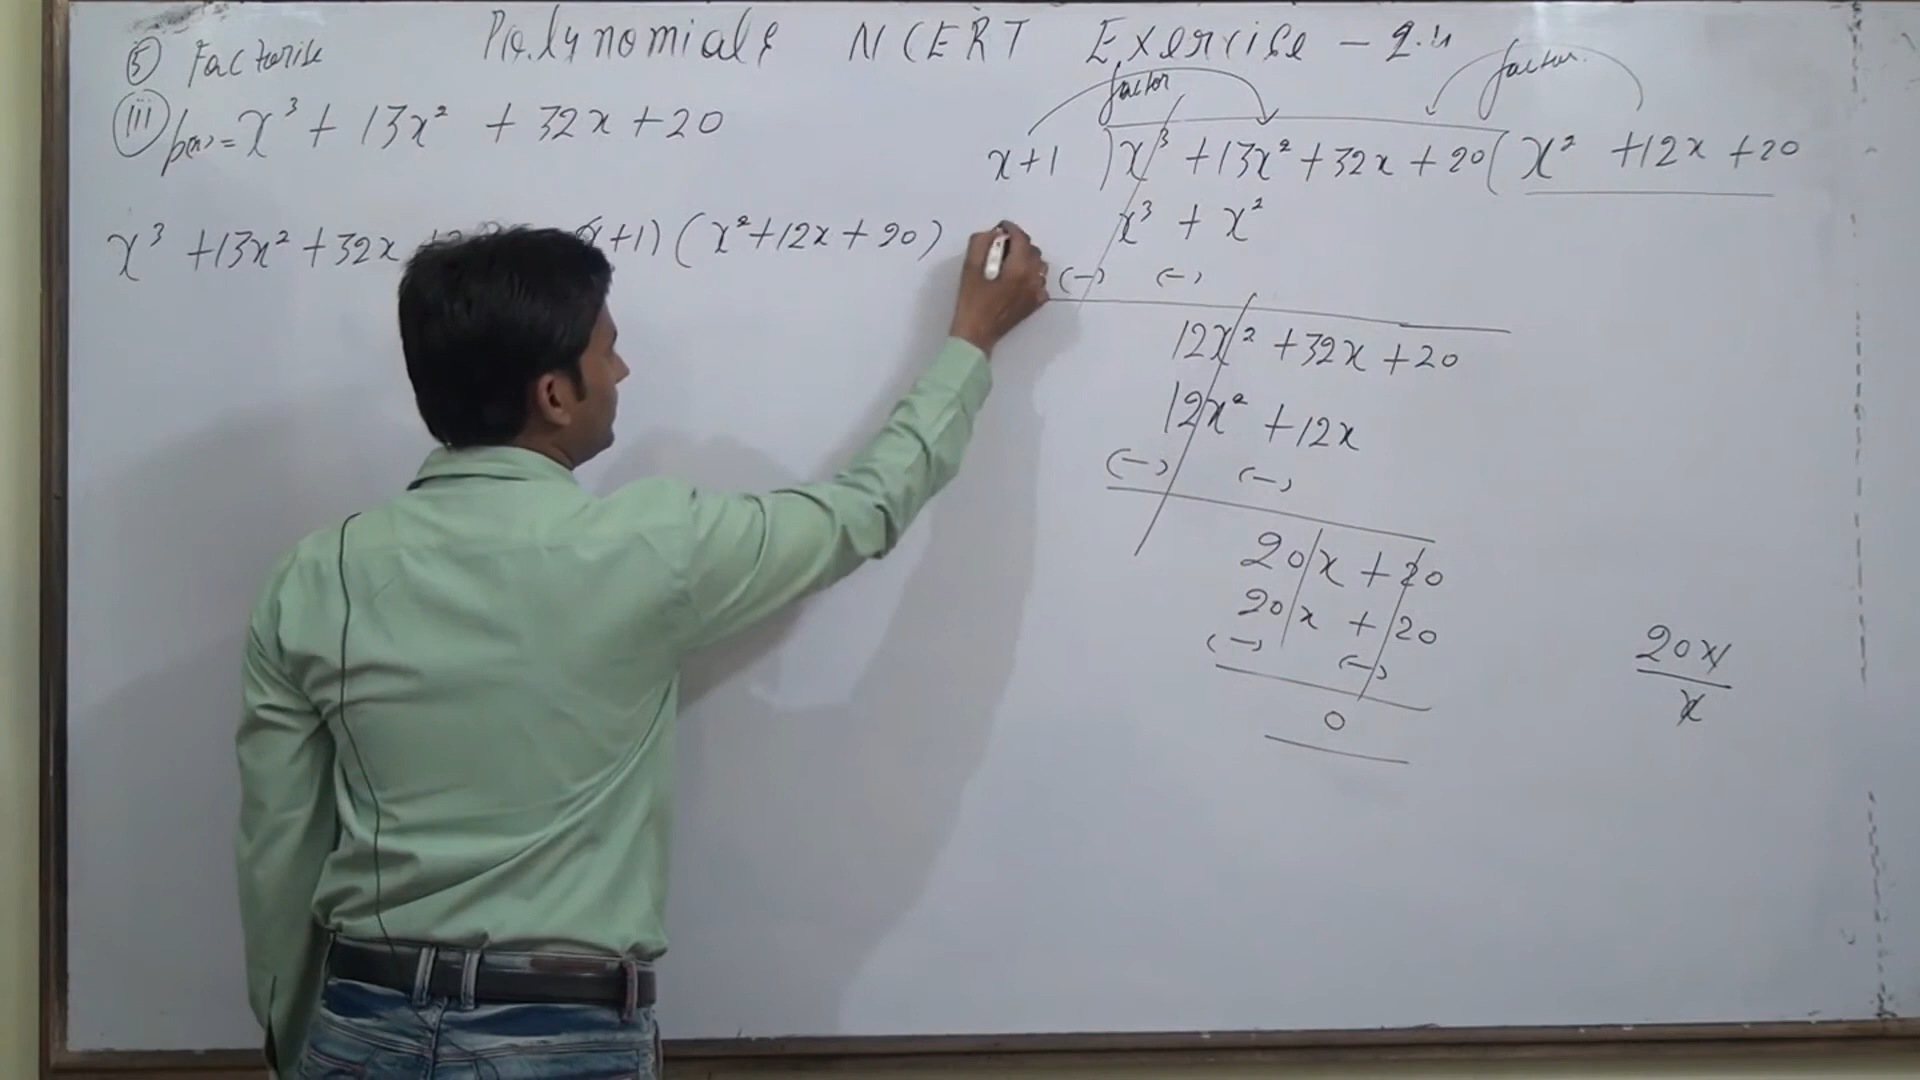 Polynomials NCERT Exercise – 2.4
(5) Factorise
(iii) p(x) = x³ + 13x² + 32x + 20
x³ + 13x² + 32x
x+1) (x² + 12x + 20)
factor
factor
x+1 ) x³ + 13x² + 32x + 20 ( x² + 12x + 20
x³ + x²
(–) (–)
12x² + 32x + 20
12x² + 12x
(–) (–)
20x + 20
20x + 20
(–) (–)
0
20x
x